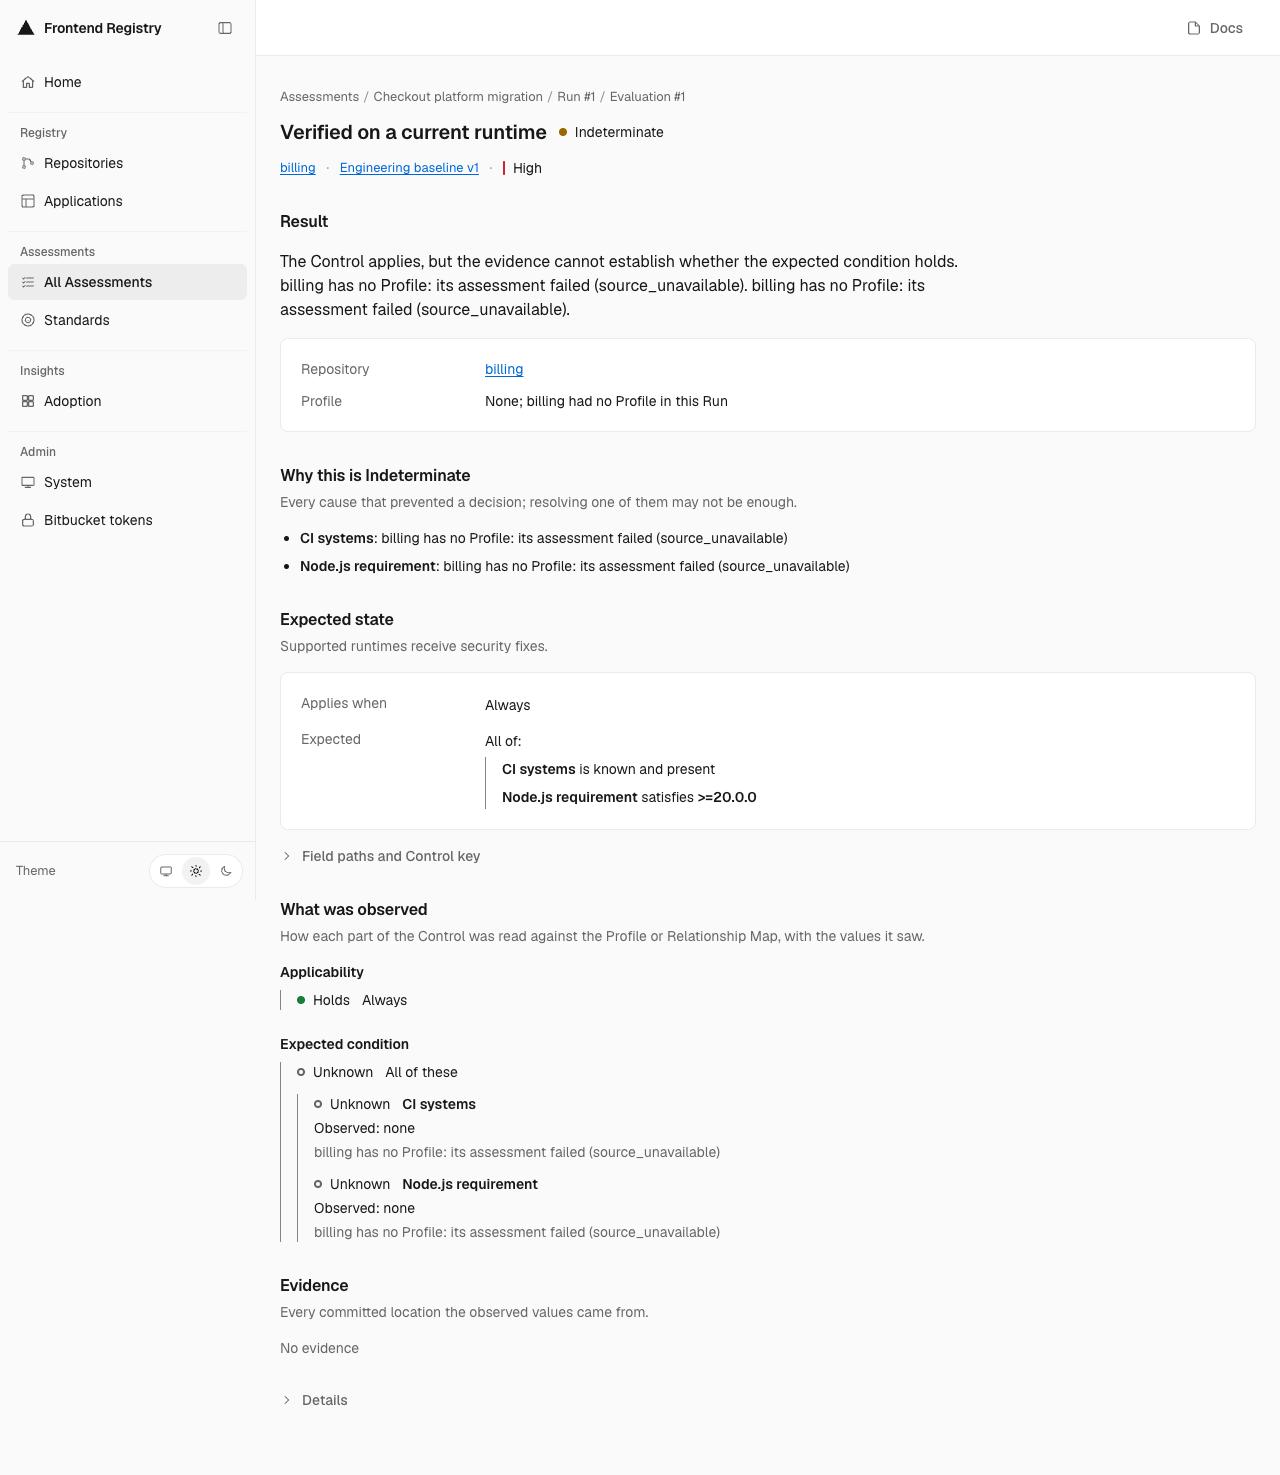 Frontend Registry
Docs
Home
Registry
Repositories
Applications
Assessments
All Assessments
Standards
Insights
Adoption
Admin
System
Bitbucket tokens
Theme
Assessments / Checkout platform migration / Run #1 / Evaluation #1
Verified on a current runtime
Indeterminate
billing · Engineering baseline v1 · High
Result
The Control applies, but the evidence cannot establish whether the expected condition holds.
billing has no Profile: its assessment failed (source_unavailable). billing has no Profile: its
assessment failed (source_unavailable).
Repository billing
Profile None; billing had no Profile in this Run
Why this is Indeterminate
Every cause that prevented a decision; resolving one of them may not be enough.
• CI systems: billing has no Profile: its assessment failed (source_unavailable)
• Node.js requirement: billing has no Profile: its assessment failed (source_unavailable)
Expected state
Supported runtimes receive security fixes.
Applies when Always
Expected All of:
CI systems is known and present
Node.js requirement satisfies >=20.0.0
Field paths and Control key
What was observed
How each part of the Control was read against the Profile or Relationship Map, with the values it saw.
Applicability
Holds Always
Expected condition
Unknown All of these
Unknown CI systems
Observed: none
billing has no Profile: its assessment failed (source_unavailable)
Unknown Node.js requirement
Observed: none
billing has no Profile: its assessment failed (source_unavailable)
Evidence
Every committed location the observed values came from.
No evidence
Details